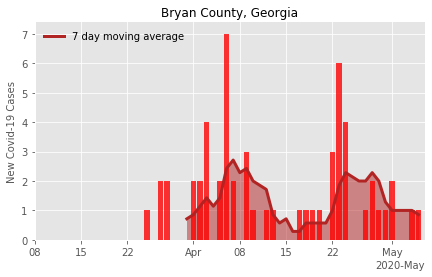 Bryan County, Georgia
7 day moving average
New Covid-19 Cases
7
6
5
4
3
2
1
0
08 15 22 Apr 08 15 22 May
2020-May